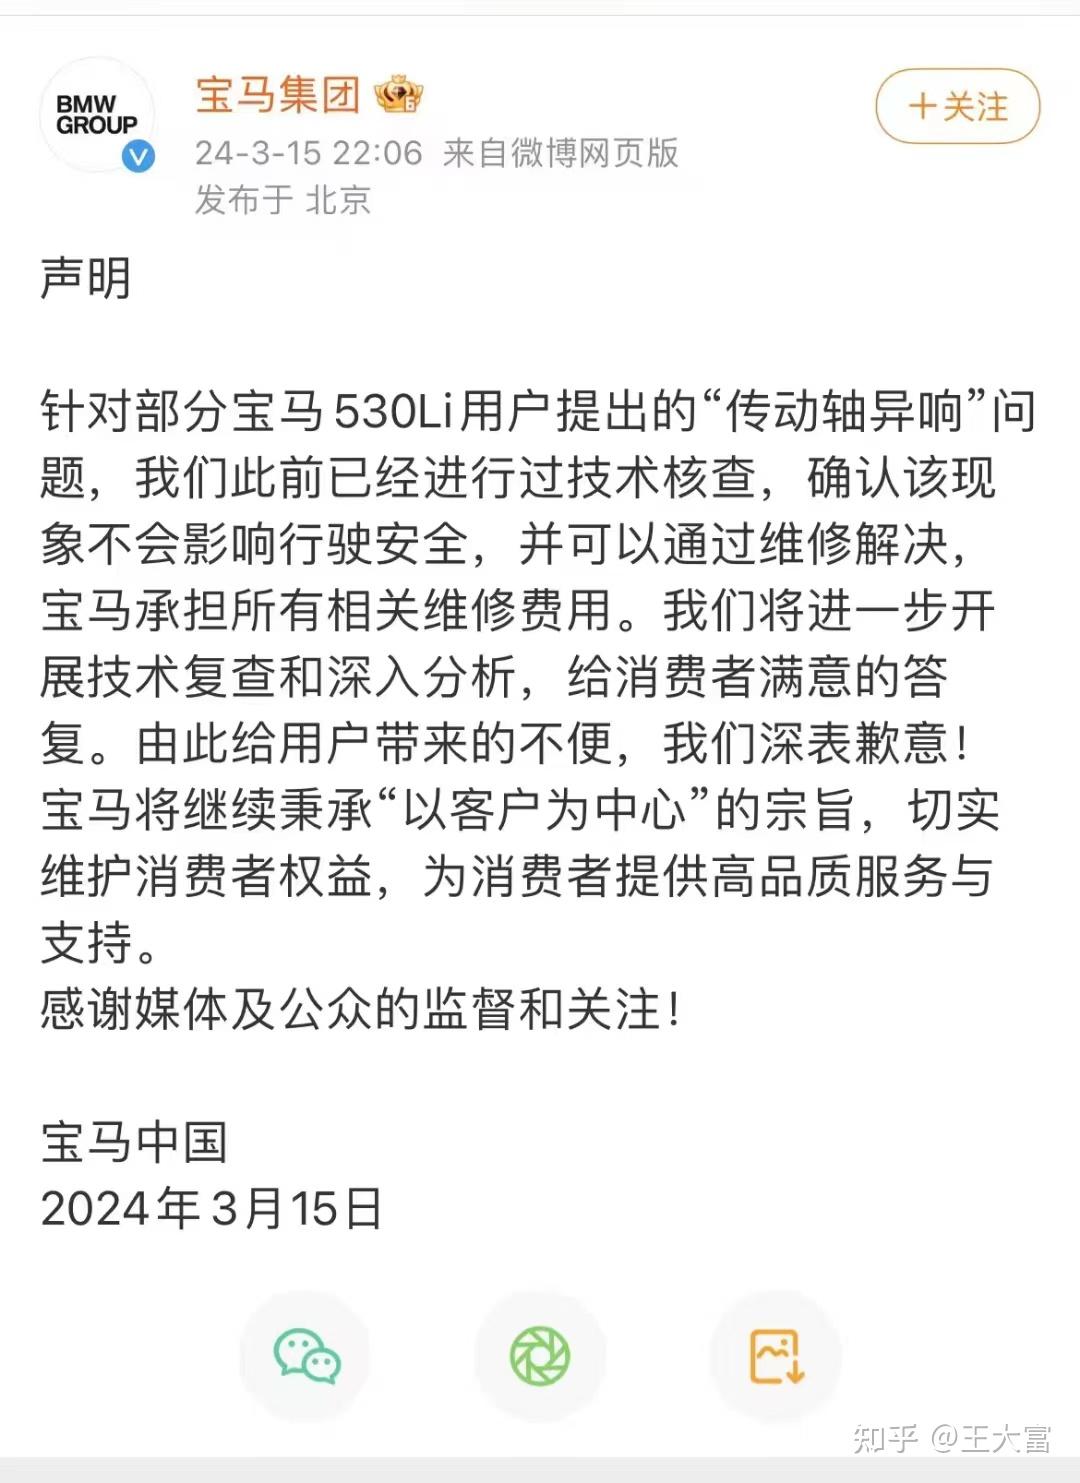 BMW
GROUP
宝马集团
+关注
24-3-15 22:06 来自微博网页版
发布于 北京
声明
针对部分宝马530Li用户提出的“传动轴异响”问
题，我们此前已经进行过技术核查，确认该现
象不会影响行驶安全，并可以通过维修解决，
宝马承担所有相关维修费用。我们将进一步开
展技术复查和深入分析，给消费者满意的答
复。由此给用户带来的不便，我们深表歉意！
宝马将继续秉承“以客户为中心”的宗旨，切实
维护消费者权益，为消费者提供高品质服务与
支持。
感谢媒体及公众的监督和关注！
宝马中国
2024年3月15日
知乎 @王大富